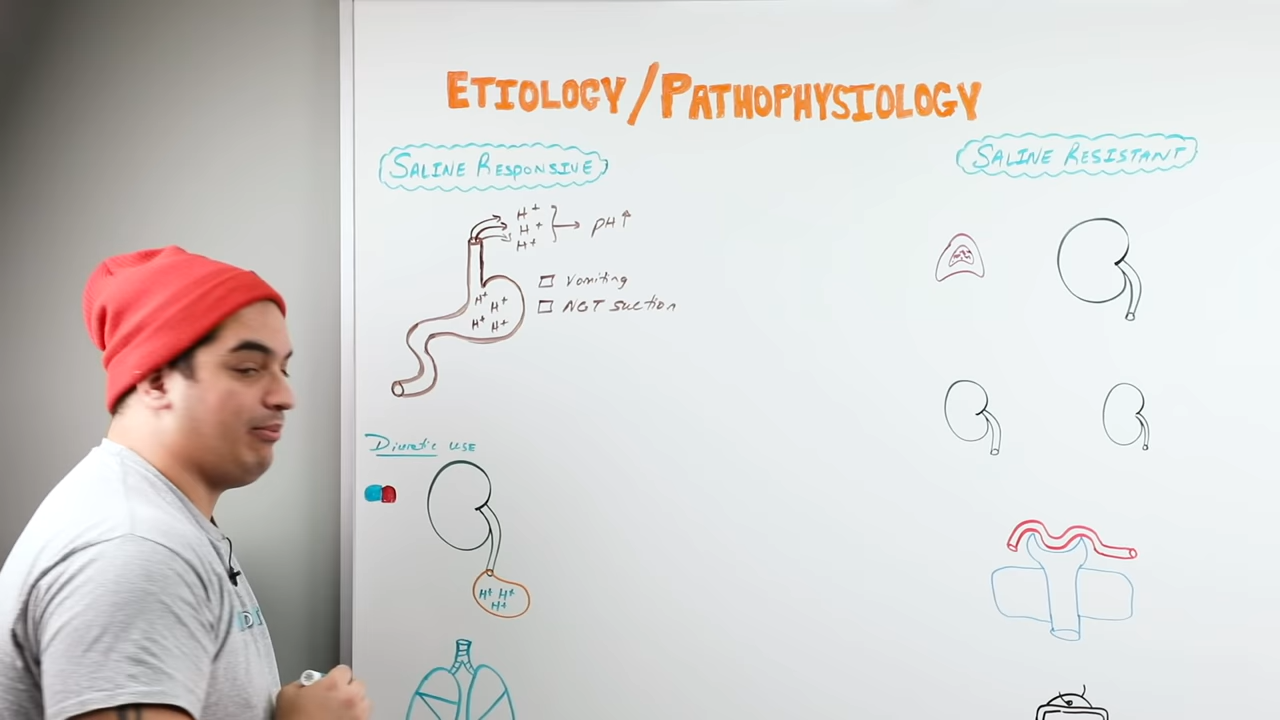 ETIOLOGY/PATHOPHYSIOLOGY
SALINE RESPONSIVE
SALINE RESISTANT
H+
H+ → pH↑
H+
Vomiting
NGT suction
H+
H+
H+ H+
Diuretic USE
H+ H+
H+